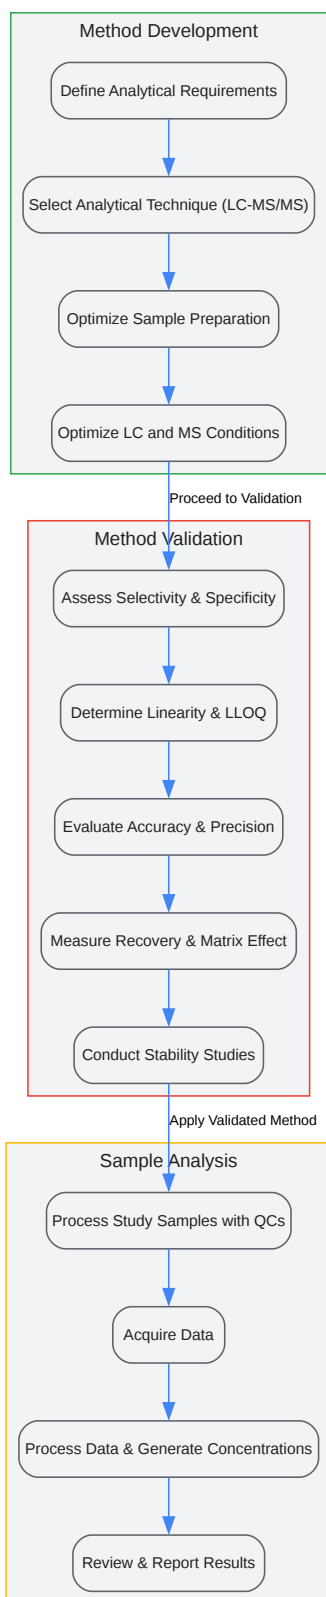 Method Development
Define Analytical Requirements
Select Analytical Technique (LC-MS/MS)
Optimize Sample Preparation
Optimize LC and MS Conditions
Proceed to Validation
Method Validation
Assess Selectivity & Specificity
Determine Linearity & LLOQ
Evaluate Accuracy & Precision
Measure Recovery & Matrix Effect
Conduct Stability Studies
Apply Validated Method
Sample Analysis
Process Study Samples with QCs
Acquire Data
Process Data & Generate Concentrations
Review & Report Results